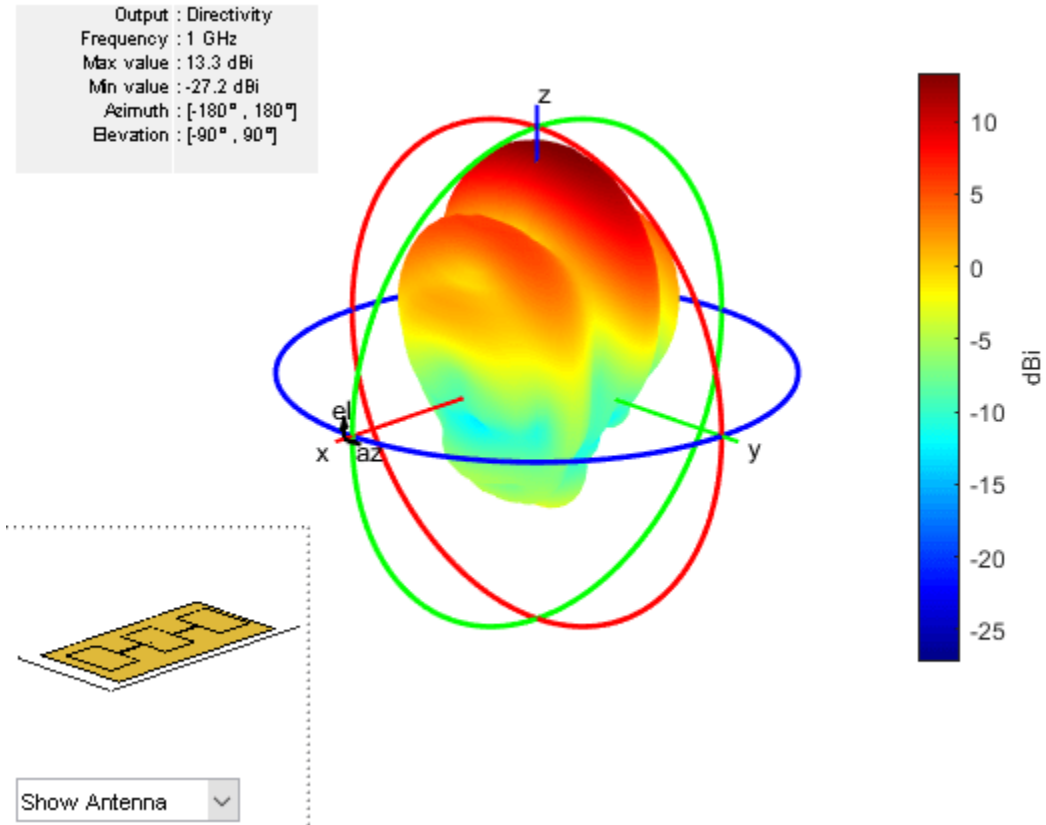 Output : Directivity
Frequency : 1 GHz
Max value : 13.3 dBi
Min value : -27.2 dBi
Azimuth : [-180° , 180°]
Elevation : [-90° , 90°]
z
el
x
az
y
10
5
0
-5
-10
-15
-20
-25
dBi
Show Antenna